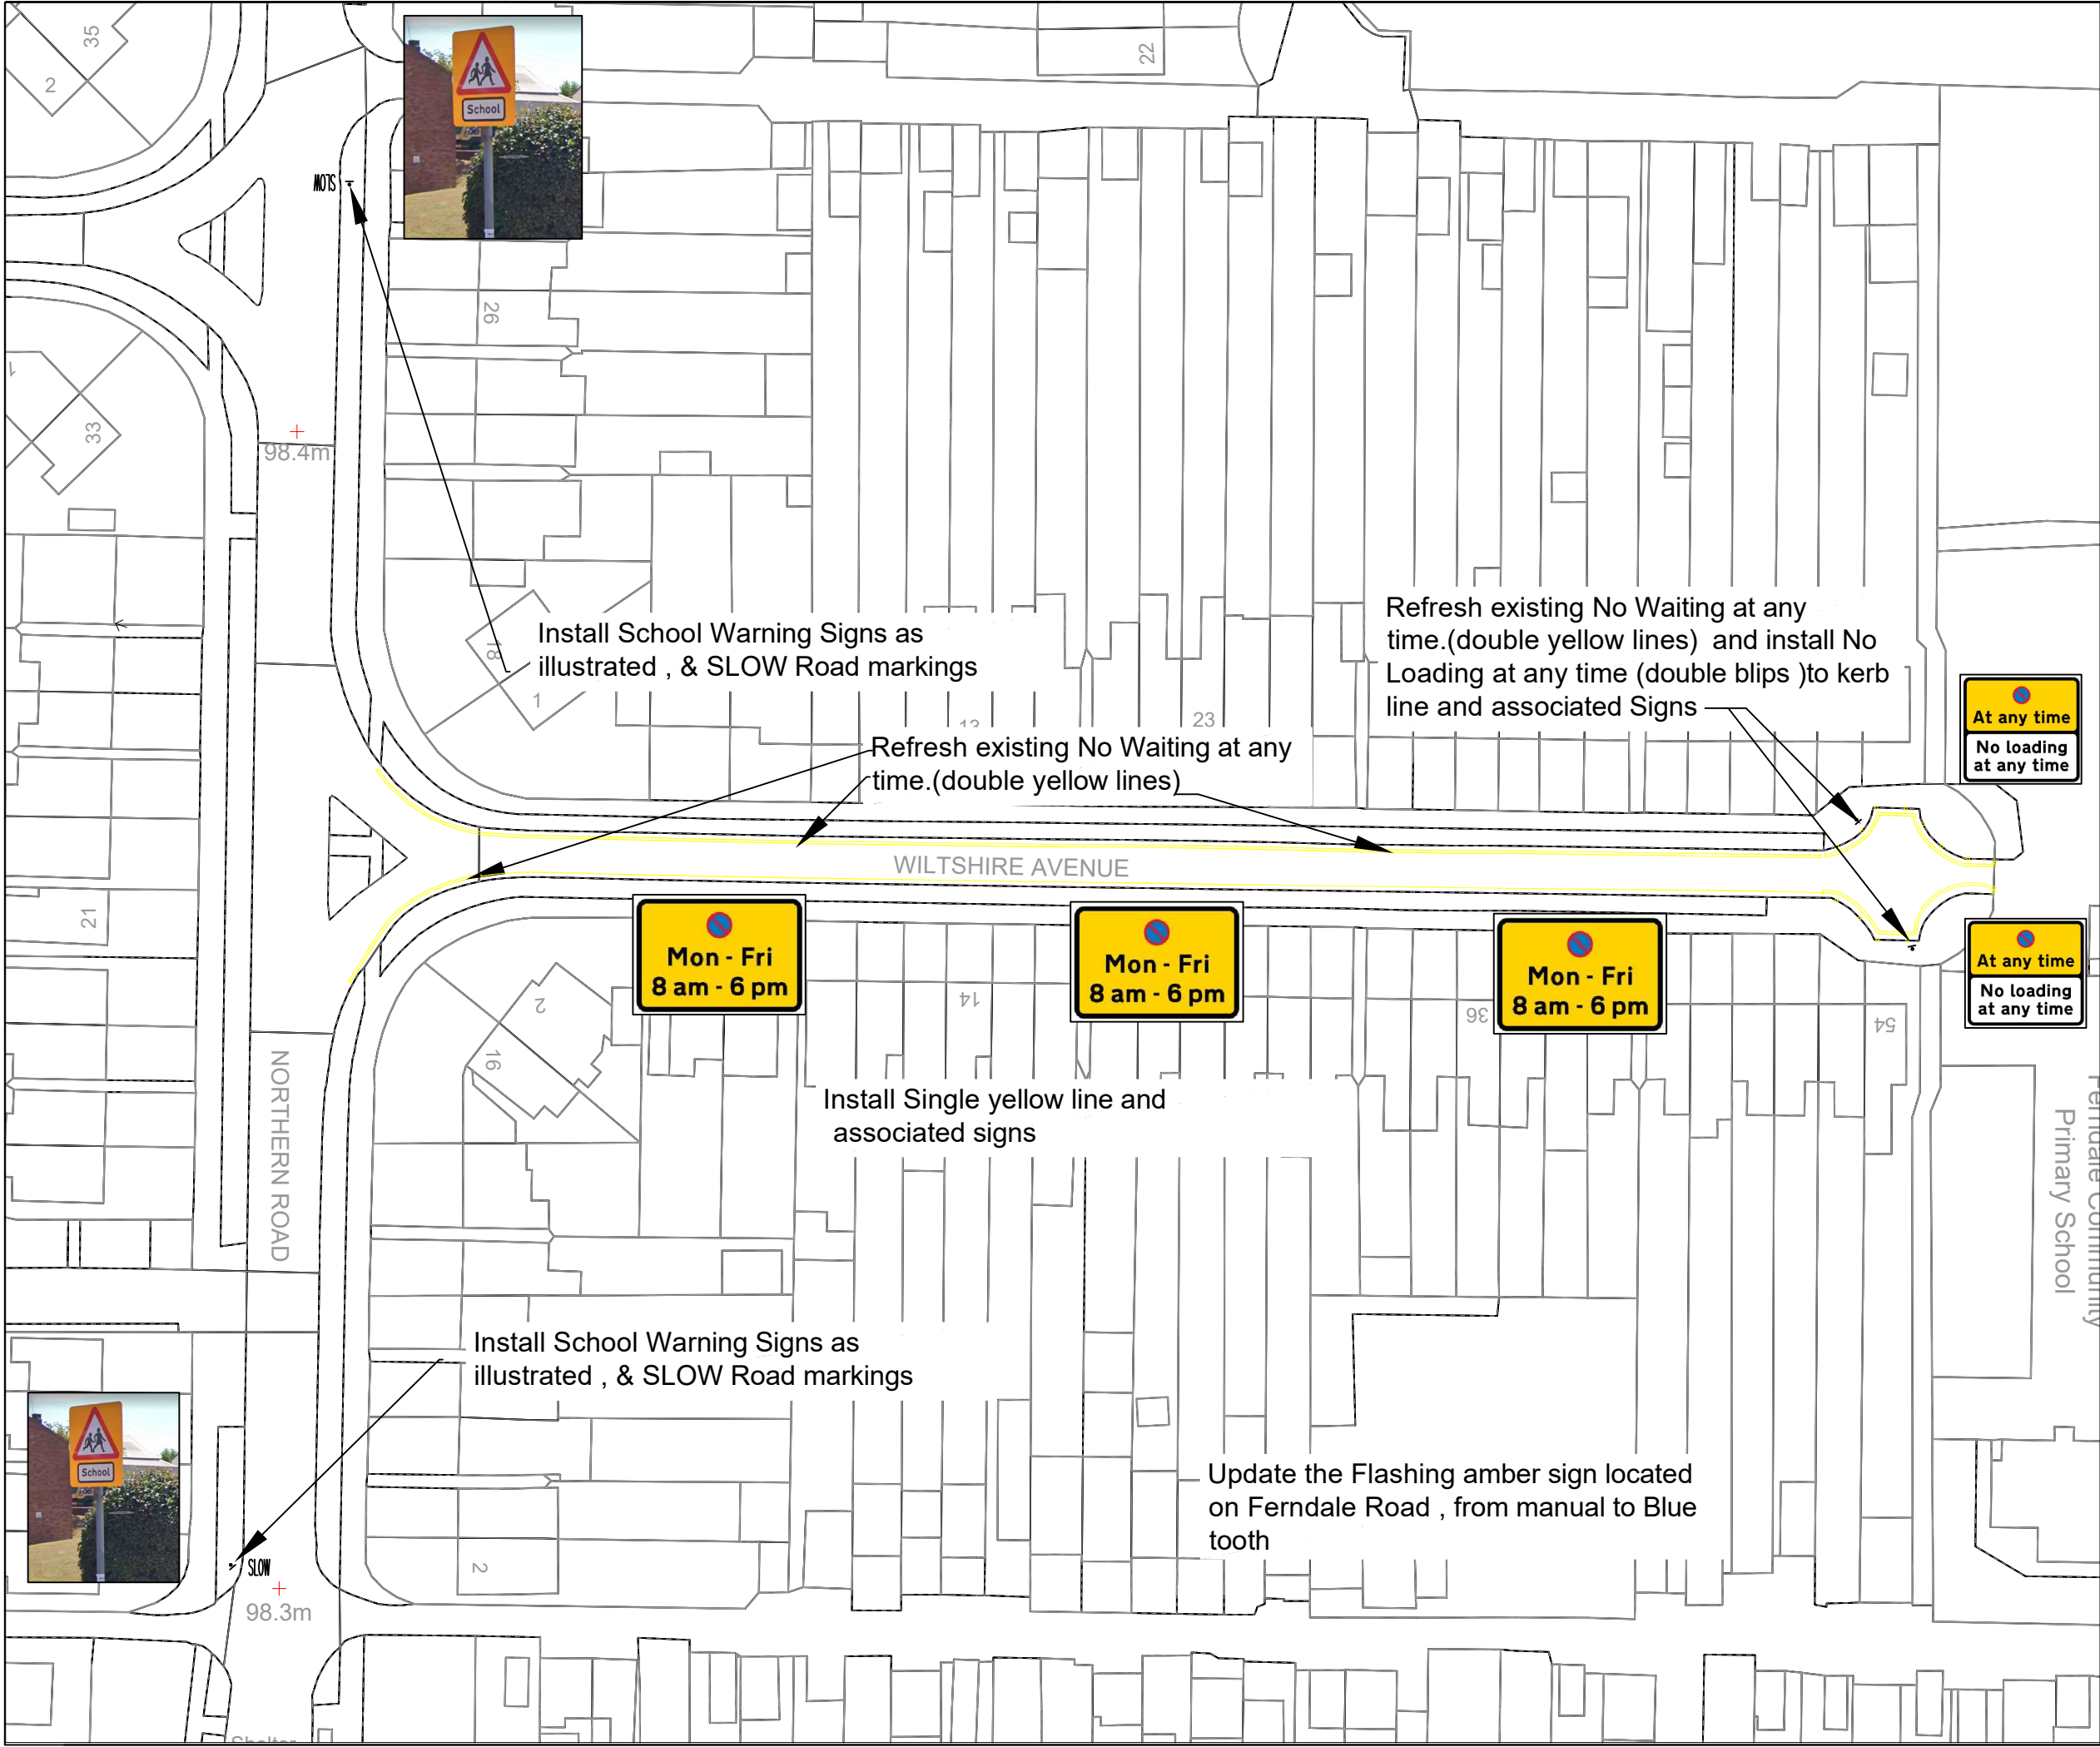 35
2
School
22
SLOW
26
33
98.4m
Install School Warning Signs as
illustrated , & SLOW Road markings
18
1
Refresh existing No Waiting at any
time.(double yellow lines) and install No
Loading at any time (double blips )to kerb
line and associated Signs
At any time
No loading
at any time
13
23
Refresh existing No Waiting at any
time.(double yellow lines)
WILTSHIRE AVENUE
21
Mon - Fri
8 am - 6 pm
Mon - Fri
8 am - 6 pm
Mon - Fri
8 am - 6 pm
At any time
No loading
at any time
2
16
14
36
54
NORTHERN ROAD
Install Single yellow line and
associated signs
Ferndale Community
Primary School
Install School Warning Signs as
illustrated , & SLOW Road markings
School
Update the Flashing amber sign located
on Ferndale Road , from manual to Blue
tooth
SLOW
98.3m
2
Shelter